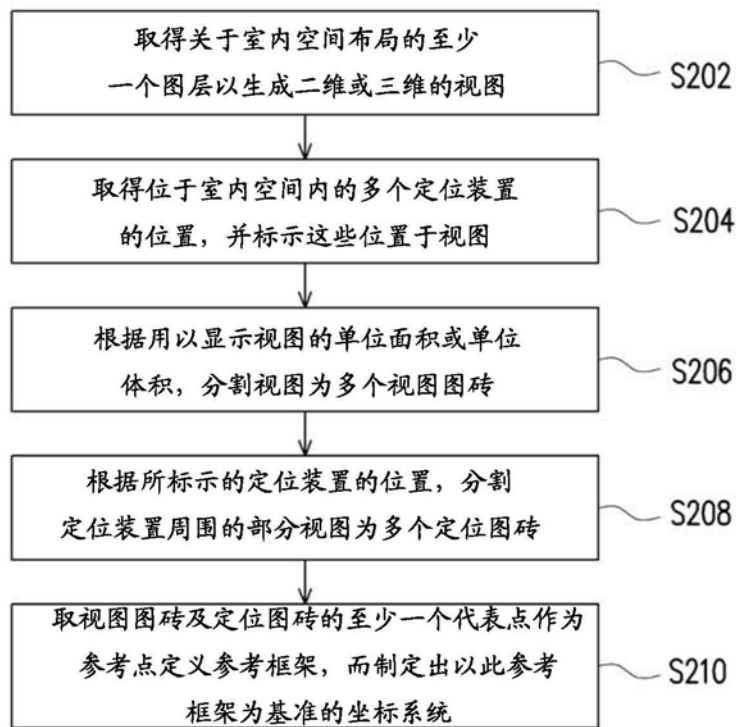 取得关于室内空间布局的至少
一个图层以生成二维或三维的视图
S202
取得位于室内空间内的多个定位装置
的位置，并标示这些位置于视图
S204
根据用以显示视图的单位面积或单位
体积，分割视图为多个视图图砖
S206
根据所标示的定位装置的位置，分割
定位装置周围的部分视图为多个定位图砖
S208
取视图图砖及定位图砖的至少一个代表点作为
参考点定义参考框架，而制定出以此参考
框架为基准的坐标系统
S210